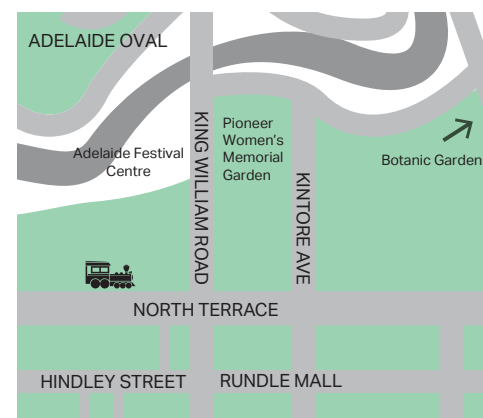 ADELAIDE OVAL
KING WILLIAM ROAD
Pioneer
Women's
Memorial
Garden
Adelaide Festival
Centre
Botanic Garden
KINTORE AVE
NORTH TERRACE
HINDLEY STREET
RUNDLE MALL